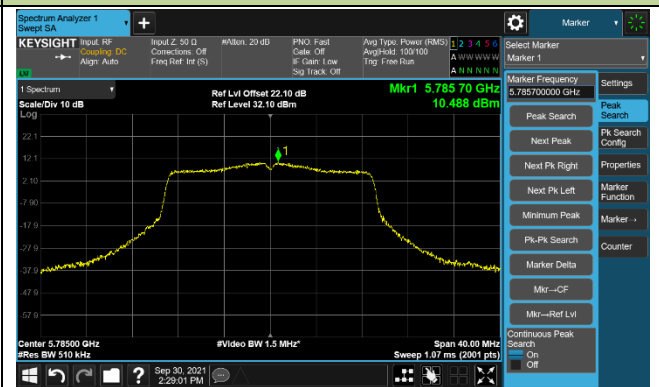 Spectrum Analyzer 1
Swept SA
+
Marker
KEYSIGHT
Input: RF
Coupling: DC
Align: Auto
Input Z: 50 Ω
Corrections: Off
Freq Ref: Int (S)
#Atten: 20 dB
PNO: Fast
Gate: Off
IF Gain: Low
Sig Track: Off
Avg Type: Power (RMS)
Avg|Hold: 100/100
Trig: Free Run
1 2 3 4 5 6
A W W W W W
A N N N N N
LXI
Select Marker
Marker 1
1 Spectrum
Scale/Div 10 dB
Log
Ref Lvl Offset 22.10 dB
Ref Level 32.10 dBm
Mkr1 5.785 70 GHz
10.488 dBm
1
22.1
12.1
2.10
-7.90
-17.9
-27.9
-37.9
-47.9
-57.9
Center 5.78500 GHz
#Res BW 510 kHz
#Video BW 1.5 MHz*
Span 40.00 MHz
Sweep 1.07 ms (2001 pts)
Marker Frequency
5.785700000 GHz
Peak Search
Next Peak
Next Pk Right
Next Pk Left
Minimum Peak
Pk-Pk Search
Marker Delta
Mkr→CF
Mkr→Ref Lvl
Continuous Peak
Search
On
Off
Settings
Peak
Search
Pk Search
Config
Properties
Marker
Function
Marker→
Counter
?
Sep 30, 2021
2:29:01 PM